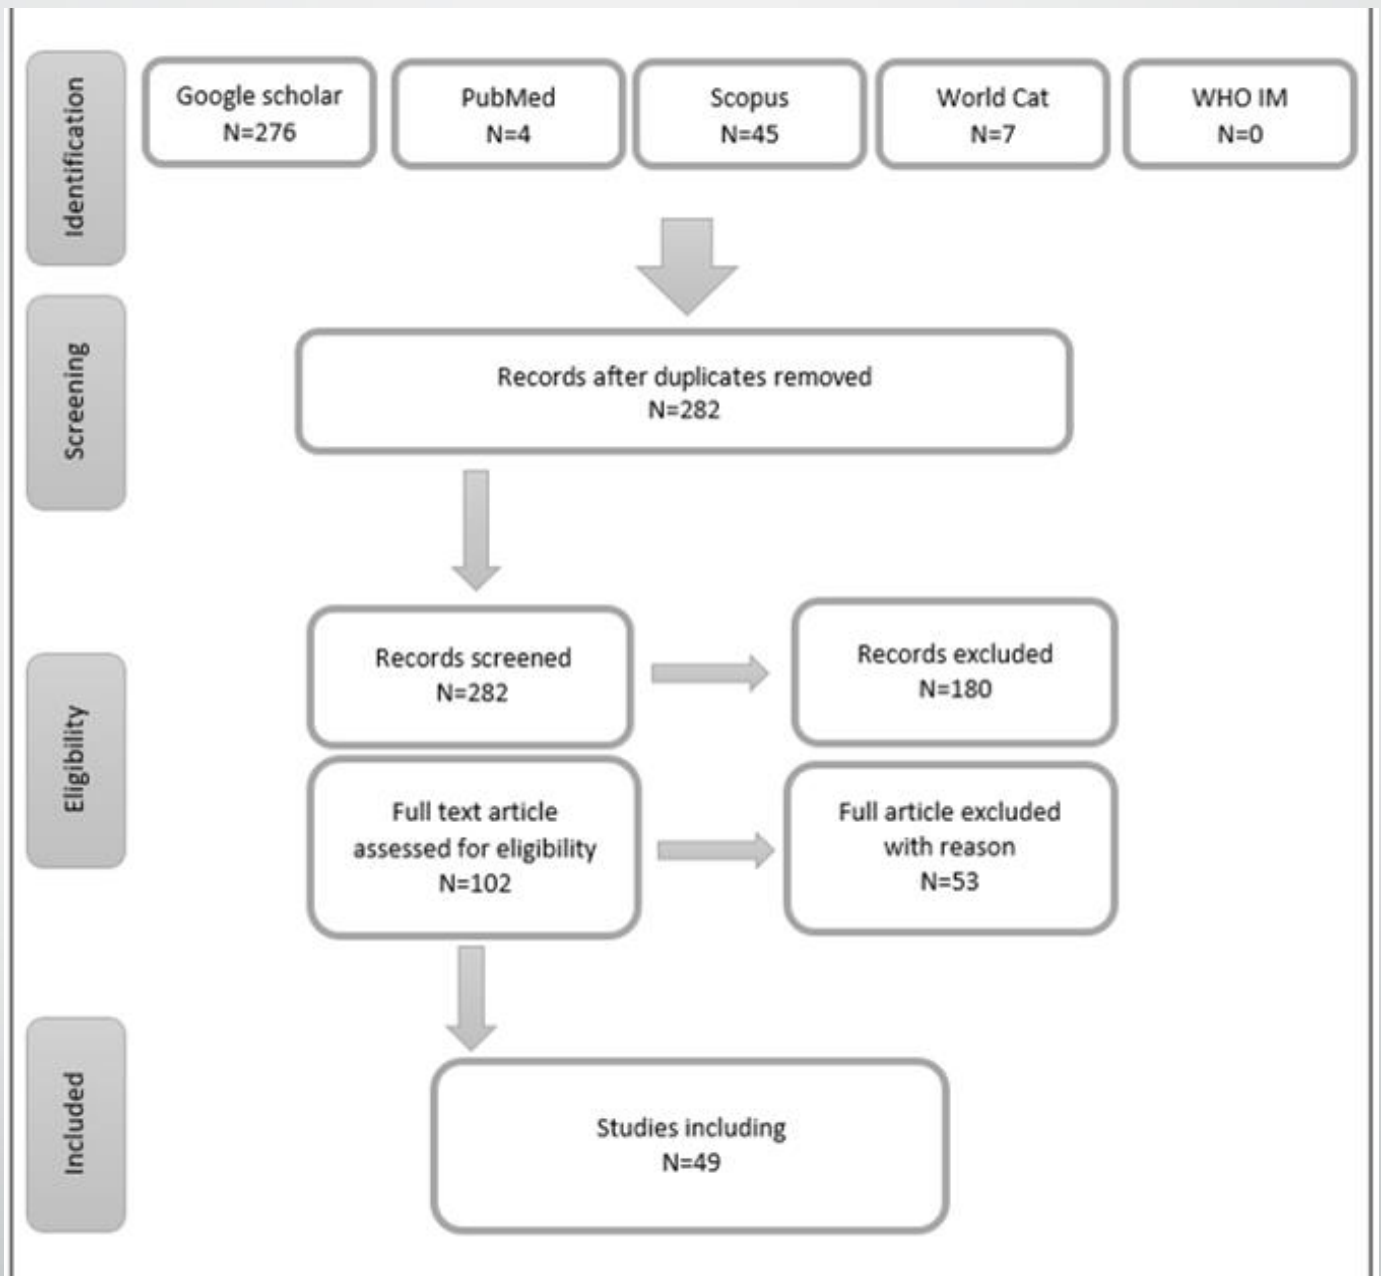 Identification
Google scholar
N=276
PubMed
N=4
Scopus
N=45
World Cat
N=7
WHO IM
N=0
Screening
Records after duplicates removed
N=282
Eligibility
Records screened
N=282
Records excluded
N=180
Full text article
assessed for eligibility
N=102
Full article excluded
with reason
N=53
Included
Studies including
N=49